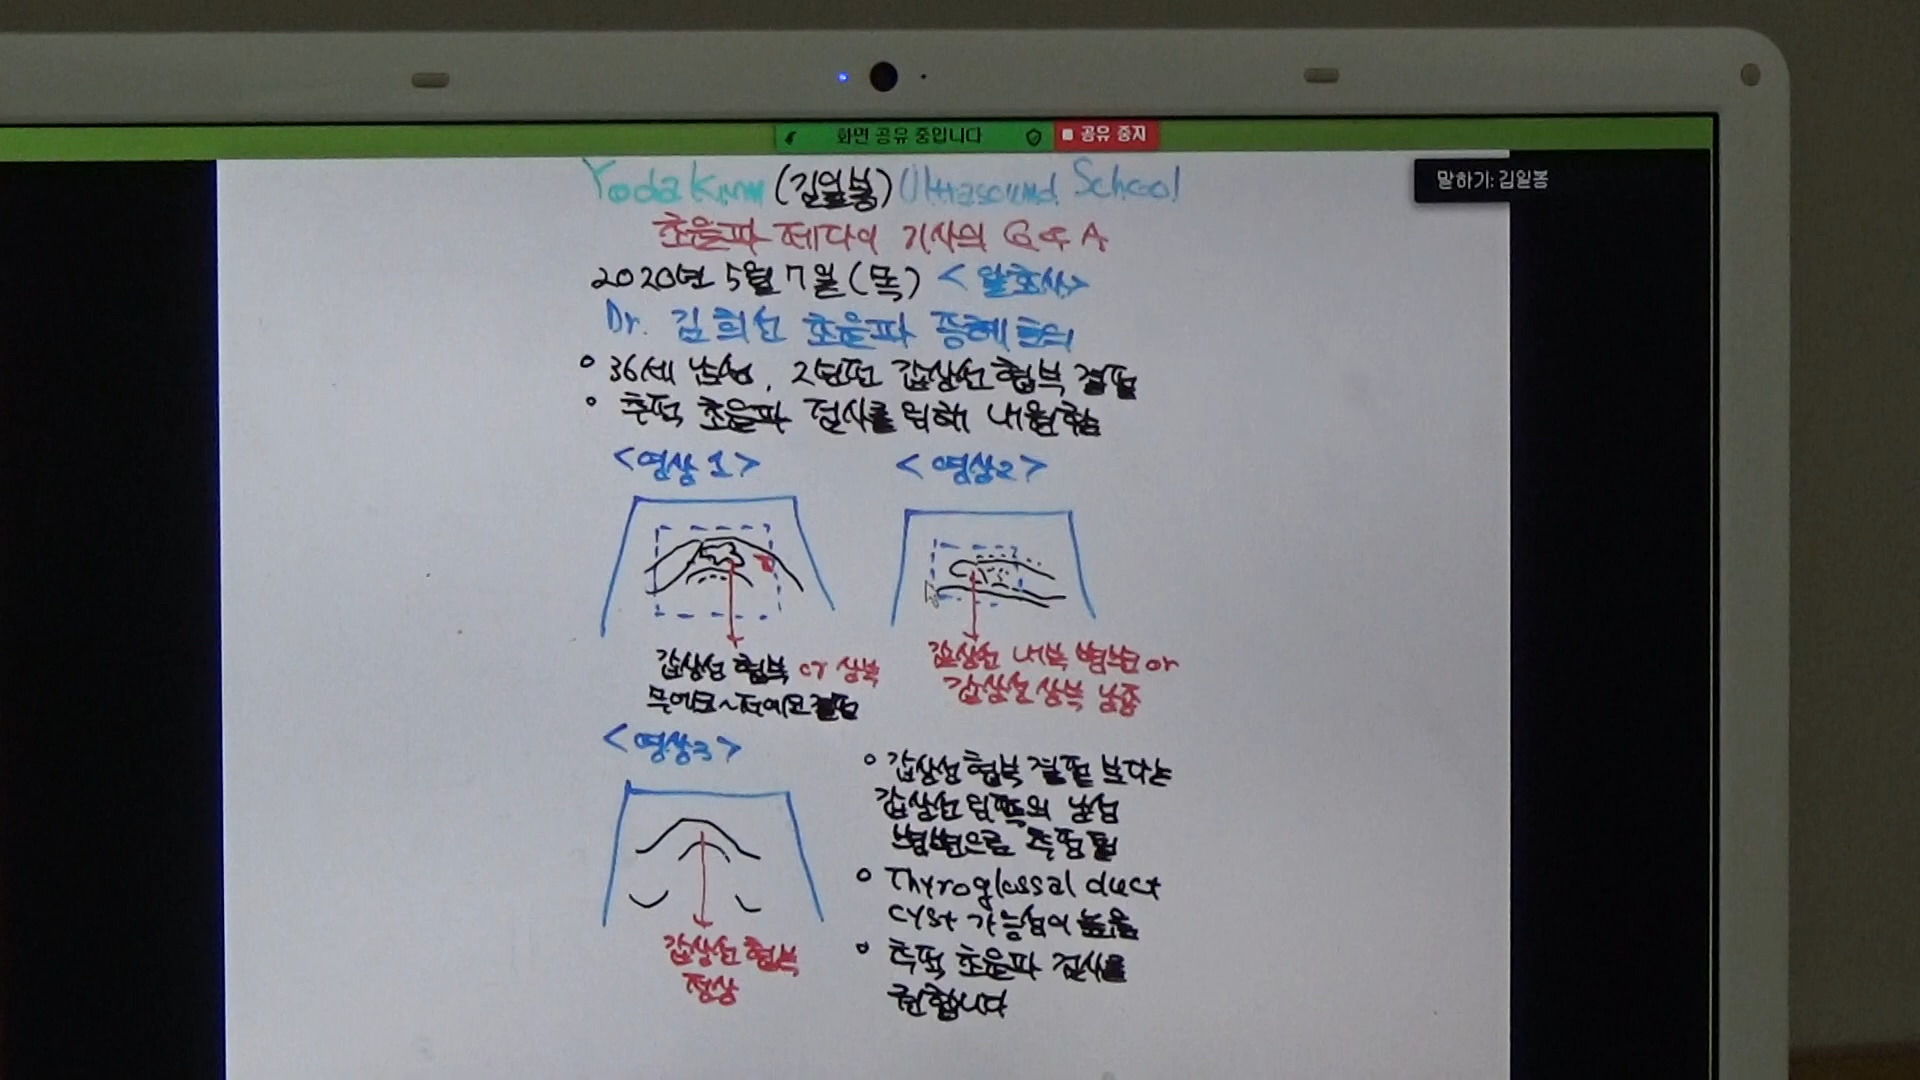 화면 공유 중입니다
공유 중지
말하기: 김일봉
Yoda Kim (김일봉) Ultrasound School
초음파 제다이 기사의 Q & A
2020년 5월 7일 (목)
Dr. 김희선 초음파 증례 토의
• 36세 남성, 2년전 갑상선 협부 결절
• 추적 초음파 검사를 위해 내원함
<영상 1>
<영상2>
갑상선 협부 or 상부
무에코~저에코 결절
갑상선 내부 병변 or
갑상선 상부 낭종
<영상3>
갑상선 협부
정상
• 갑상선 협부 결절 보다는
갑상선 위쪽의 낭성
병변으로 추정됨
• Thyroglossal duct
cyst 가능성이 높음
• 추적 초음파 검사를
권합니다